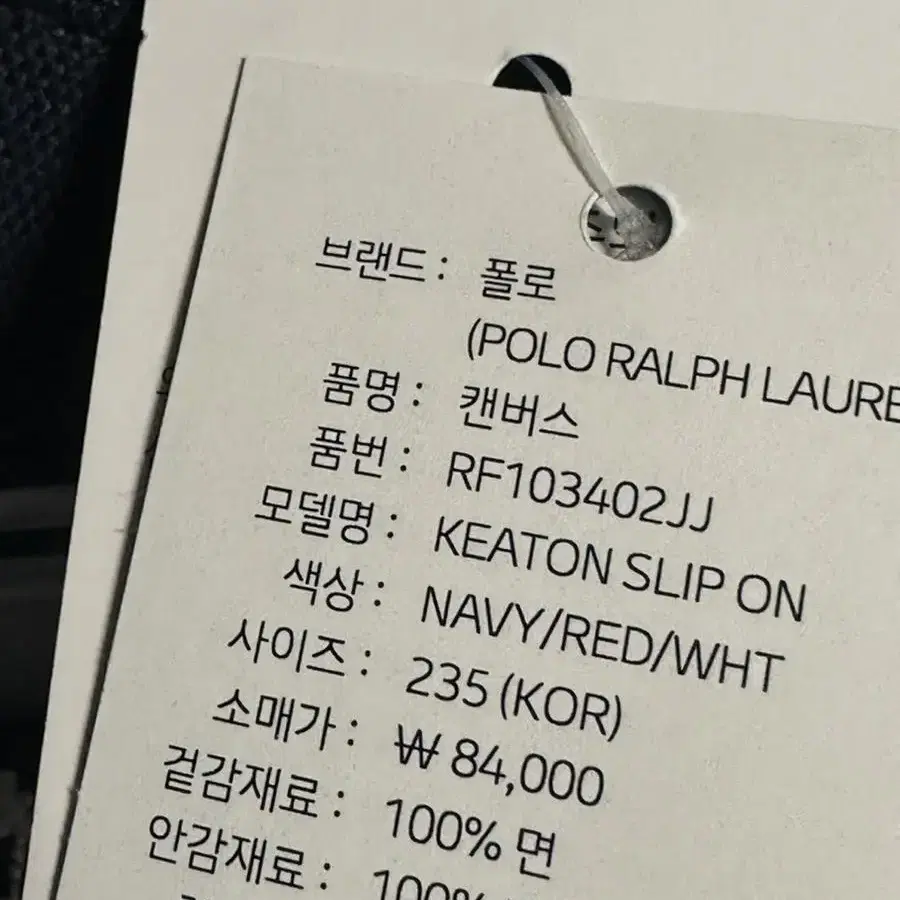 브랜드 : 폴로
(POLO RALPH LAURE
품명 : 캔버스
품번 : RF103402JJ
모델명 : KEATON SLIP ON
색상 : NAVY/RED/WHT
사이즈 : 235 (KOR)
소매가 : ₩ 84,000
겉감재료 : 100% 면
안감재료 : 100%